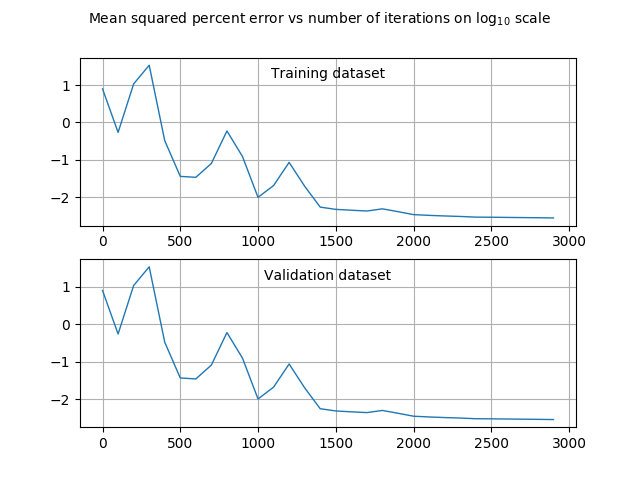 Mean squared percent error vs number of iterations on log₁₀ scale
Training dataset
1
0
−1
−2
0 500 1000 1500 2000 2500 3000
Validation dataset
1
0
−1
−2
0 500 1000 1500 2000 2500 3000